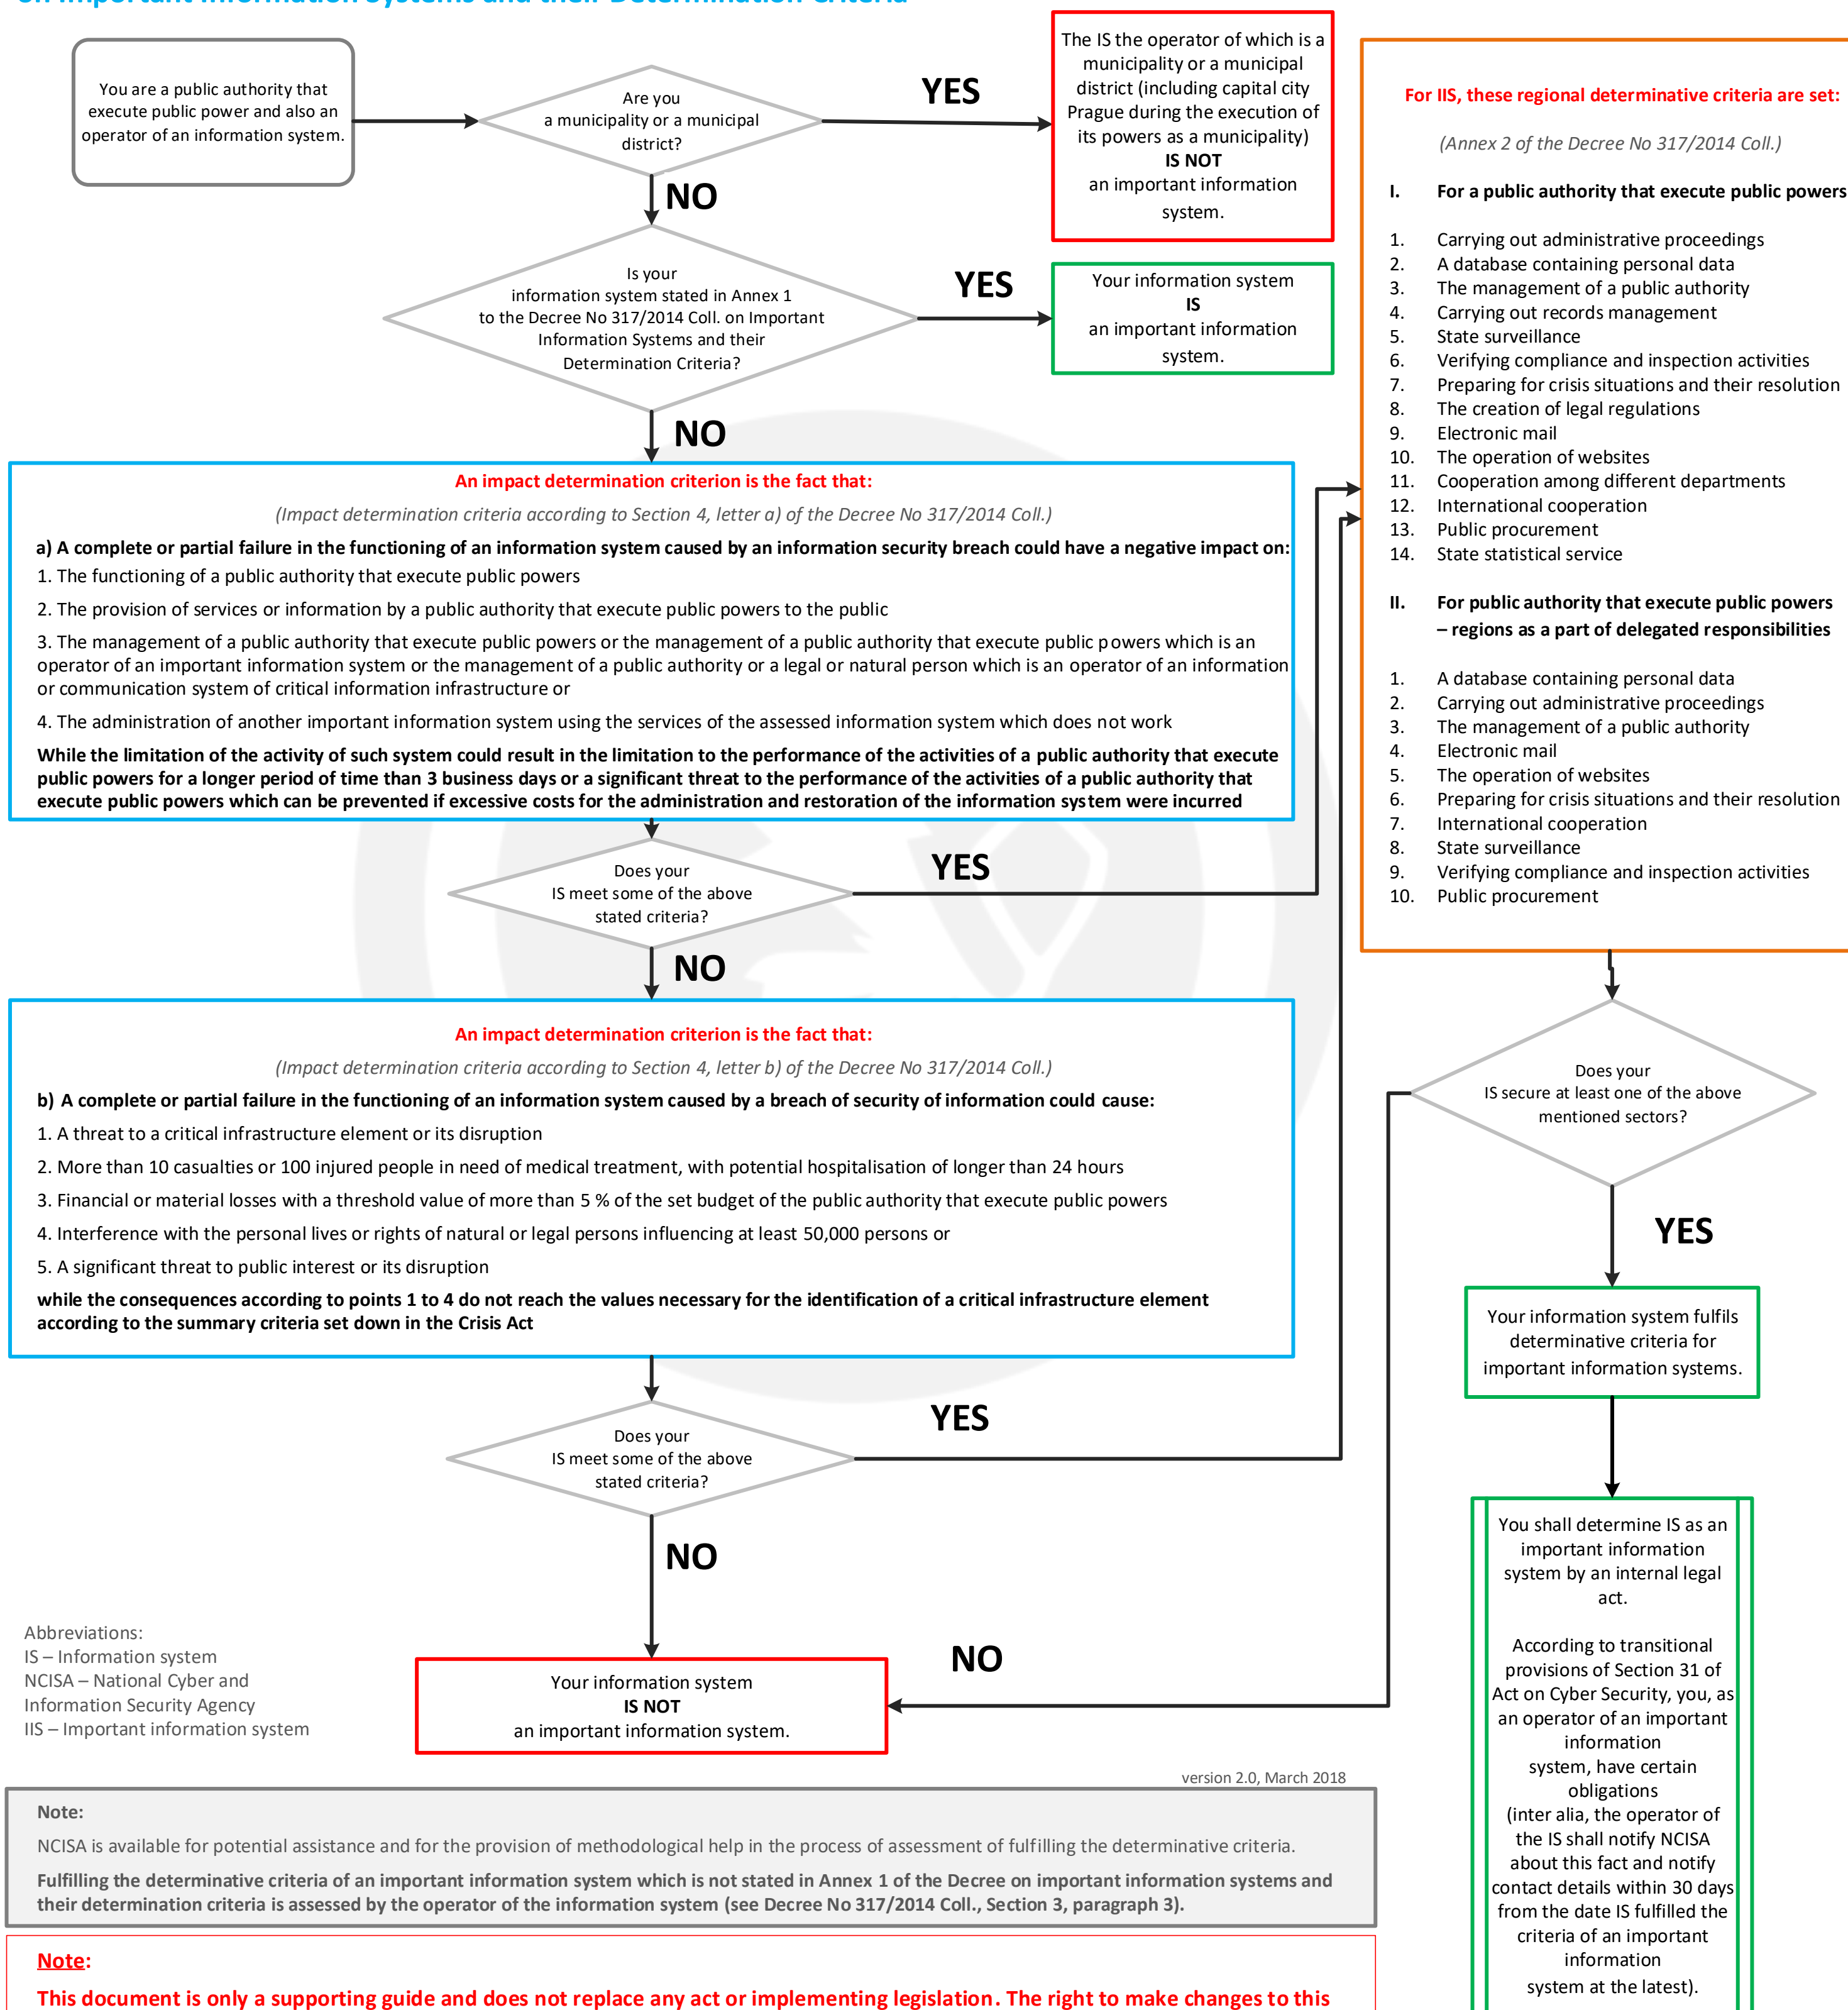 on Important Information Systems and their Determination Criteria
You are a public authority that
execute public power and also an
operator of an information system.
Are you
a municipality or a municipal
district?
YES
The IS the operator of which is a
municipality or a municipal
district (including capital city
Prague during the execution of
its powers as a municipality)
IS NOT
an important information
system.
NO
Is your
information system stated in Annex 1
to the Decree No 317/2014 Coll. on Important
Information Systems and their
Determination Criteria?
YES
Your information system
IS
an important information
system.
NO
An impact determination criterion is the fact that:
(Impact determination criteria according to Section 4, letter a) of the Decree No 317/2014 Coll.)
a) A complete or partial failure in the functioning of an information system caused by an information security breach could have a negative impact on:
1. The functioning of a public authority that execute public powers
2. The provision of services or information by a public authority that execute public powers to the public
3. The management of a public authority that execute public powers or the management of a public authority that execute public powers which is an
operator of an important information system or the management of a public authority or a legal or natural person which is an operator of an information
or communication system of critical information infrastructure or
4. The administration of another important information system using the services of the assessed information system which does not work
While the limitation of the activity of such system could result in the limitation to the performance of the activities of a public authority that execute
public powers for a longer period of time than 3 business days or a significant threat to the performance of the activities of a public authority that
execute public powers which can be prevented if excessive costs for the administration and restoration of the information system were incurred
Does your
IS meet some of the above
stated criteria?
YES
NO
An impact determination criterion is the fact that:
(Impact determination criteria according to Section 4, letter b) of the Decree No 317/2014 Coll.)
b) A complete or partial failure in the functioning of an information system caused by a breach of security of information could cause:
1. A threat to a critical infrastructure element or its disruption
2. More than 10 casualties or 100 injured people in need of medical treatment, with potential hospitalisation of longer than 24 hours
3. Financial or material losses with a threshold value of more than 5 % of the set budget of the public authority that execute public powers
4. Interference with the personal lives or rights of natural or legal persons influencing at least 50,000 persons or
5. A significant threat to public interest or its disruption
while the consequences according to points 1 to 4 do not reach the values necessary for the identification of a critical infrastructure element
according to the summary criteria set down in the Crisis Act
Does your
IS meet some of the above
stated criteria?
YES
NO
Your information system
IS NOT
an important information system.
For IIS, these regional determinative criteria are set:
(Annex 2 of the Decree No 317/2014 Coll.)
I. For a public authority that execute public powers
1. Carrying out administrative proceedings
2. A database containing personal data
3. The management of a public authority
4. Carrying out records management
5. State surveillance
6. Verifying compliance and inspection activities
7. Preparing for crisis situations and their resolution
8. The creation of legal regulations
9. Electronic mail
10. The operation of websites
11. Cooperation among different departments
12. International cooperation
13. Public procurement
14. State statistical service
II. For public authority that execute public powers
– regions as a part of delegated responsibilities
1. A database containing personal data
2. Carrying out administrative proceedings
3. The management of a public authority
4. Electronic mail
5. The operation of websites
6. Preparing for crisis situations and their resolution
7. International cooperation
8. State surveillance
9. Verifying compliance and inspection activities
10. Public procurement
Does your
IS secure at least one of the above
mentioned sectors?
YES
NO
Your information system fulfils
determinative criteria for
important information systems.
You shall determine IS as an
important information
system by an internal legal
act.
According to transitional
provisions of Section 31 of
Act on Cyber Security, you, as
an operator of an important
information
system, have certain
obligations
(inter alia, the operator of
the IS shall notify NCISA
about this fact and notify
contact details within 30 days
from the date IS fulfilled the
criteria of an important
information
system at the latest).
Abbreviations:
IS – Information system
NCISA – National Cyber and
Information Security Agency
IIS – Important information system
version 2.0, March 2018
Note:
NCISA is available for potential assistance and for the provision of methodological help in the process of assessment of fulfilling the determinative criteria.
Fulfilling the determinative criteria of an important information system which is not stated in Annex 1 of the Decree on important information systems and
their determination criteria is assessed by the operator of the information system (see Decree No 317/2014 Coll., Section 3, paragraph 3).
Note:
This document is only a supporting guide and does not replace any act or implementing legislation. The right to make changes to this